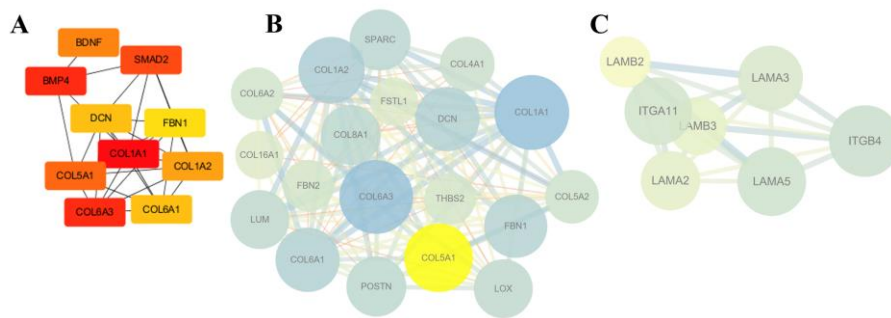 A
BDNF
SMAD2
BMP4
DCN
FBN1
COL1A1
COL5A1
COL1A2
COL6A3
COL6A1
B
SPARC
COL1A2
COL4A1
COL6A2
FSTL1
COL1A1
DCN
COL8A1
COL16A1
FBN2
COL6A3
THBS2
COL5A2
LUM
FBN1
COL6A1
COL5A1
POSTN
LOX
C
LAMB2
LAMA3
ITGA11
LAMB3
ITGB4
LAMA2
LAMA5